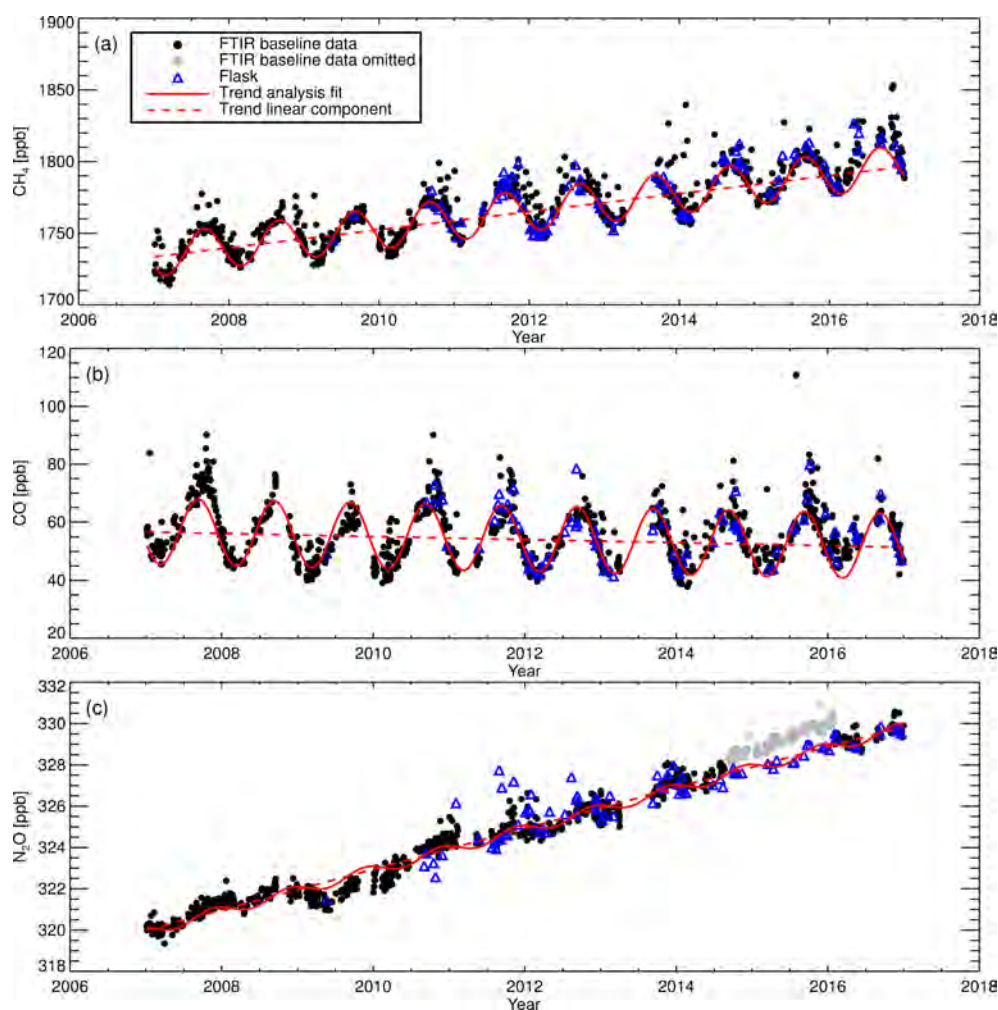 (a)
FTIR baseline data
FTIR baseline data omitted
Flask
Trend analysis fit
Trend linear component
CH4 [ppb]
1900
1850
1800
1750
1700
2006 2008 2010 2012 2014 2016 2018
Year
(b)
CO [ppb]
120
100
80
60
40
20
2006 2008 2010 2012 2014 2016 2018
Year
(c)
N2O [ppb]
332
330
328
326
324
322
320
318
2006 2008 2010 2012 2014 2016 2018
Year